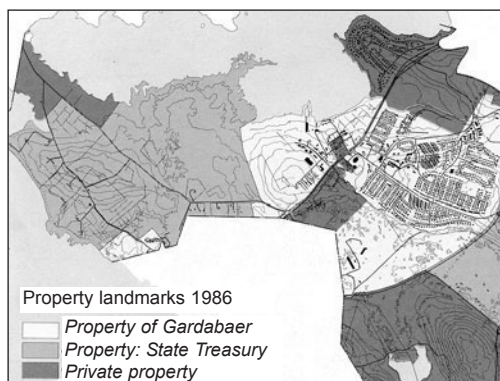 Property landmarks 1986
Property of Gardabaer
Property: State Treasury
Private property